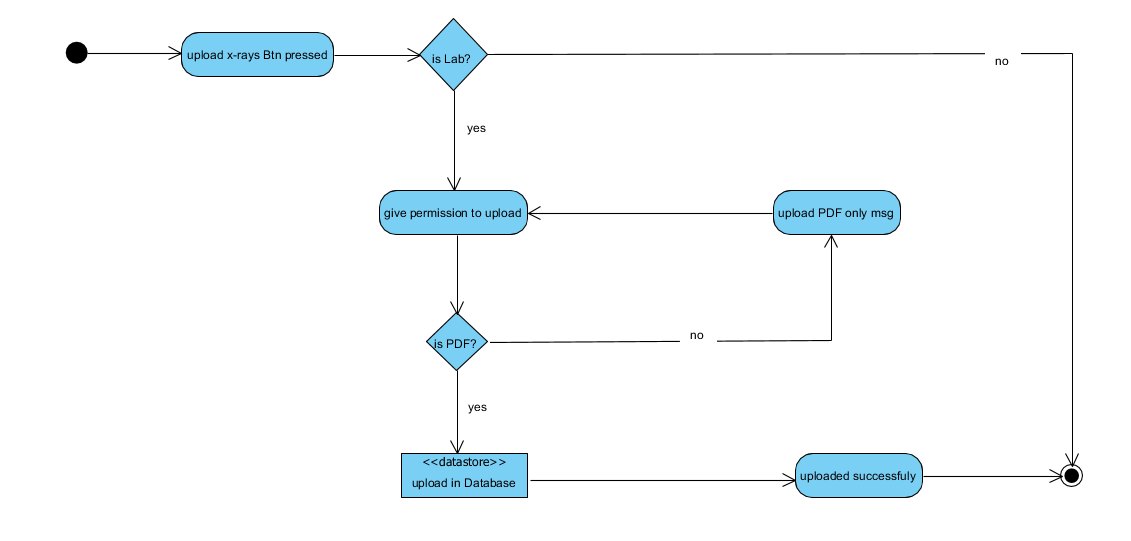 upload x-rays Btn pressed
is Lab?
no
yes
give permission to upload
upload PDF only msg
is PDF?
no
yes
<<datastore>>
upload in Database
uploaded successfuly